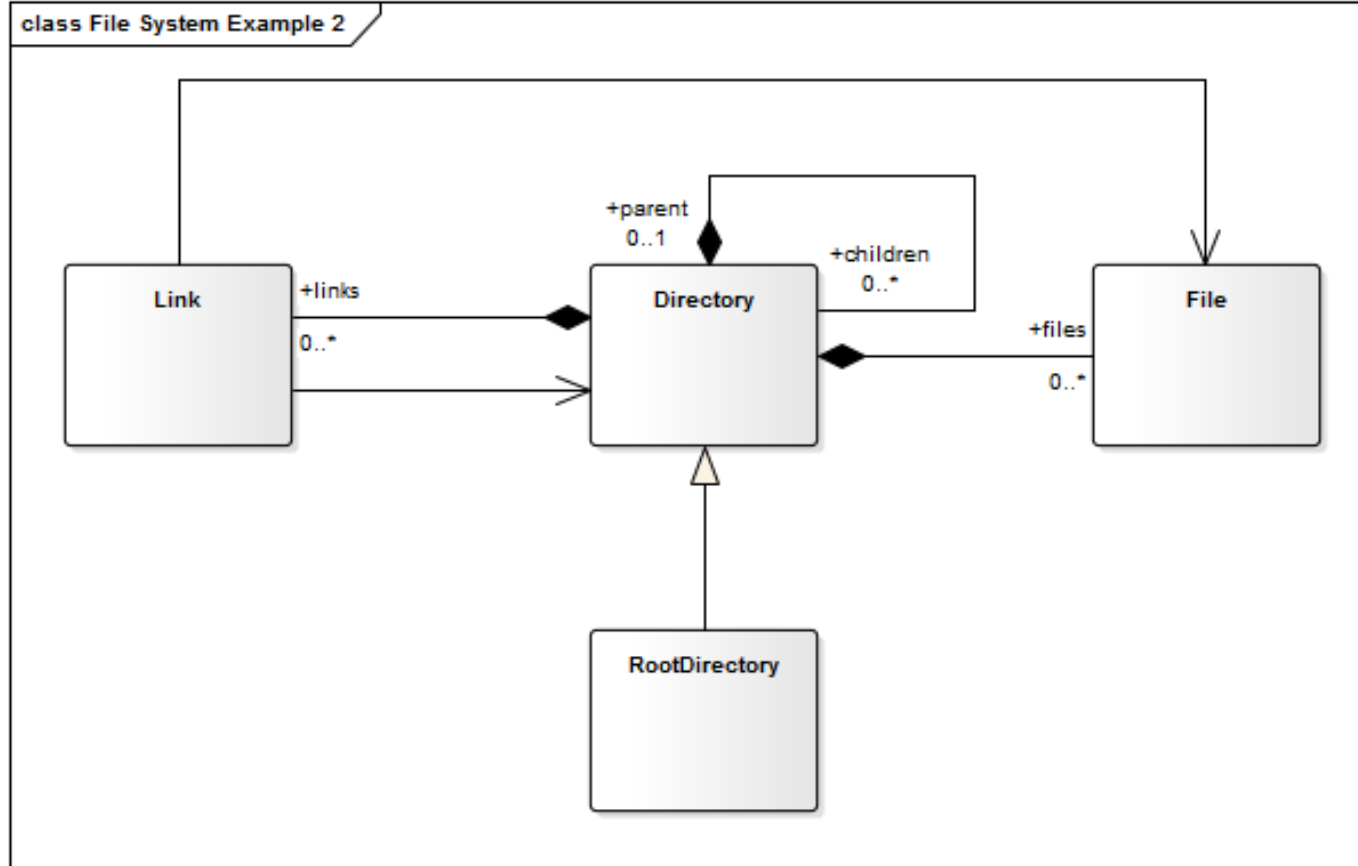 class File System Example 2
+parent
0..1
+children
0..*
Link
+links
0..*
Directory
File
+files
0..*
RootDirectory